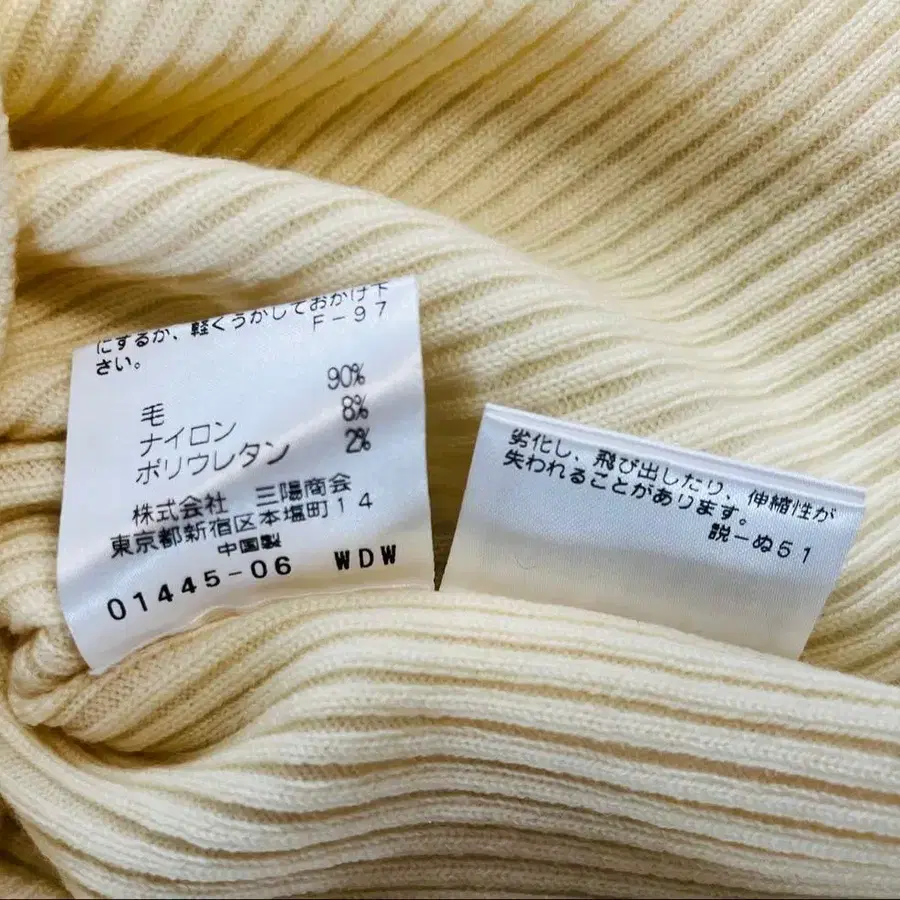 にするか、軽くうかしておかけ下
さい。 F-97
毛 90%
ナイロン 8%
ポリウレタン 2%
株式会社 三陽商会
東京都新宿区本塩町14
中国製
01445-06 WDW
劣化し、飛び出したり、伸縮性が
失われることがあります。
説-ぬ51